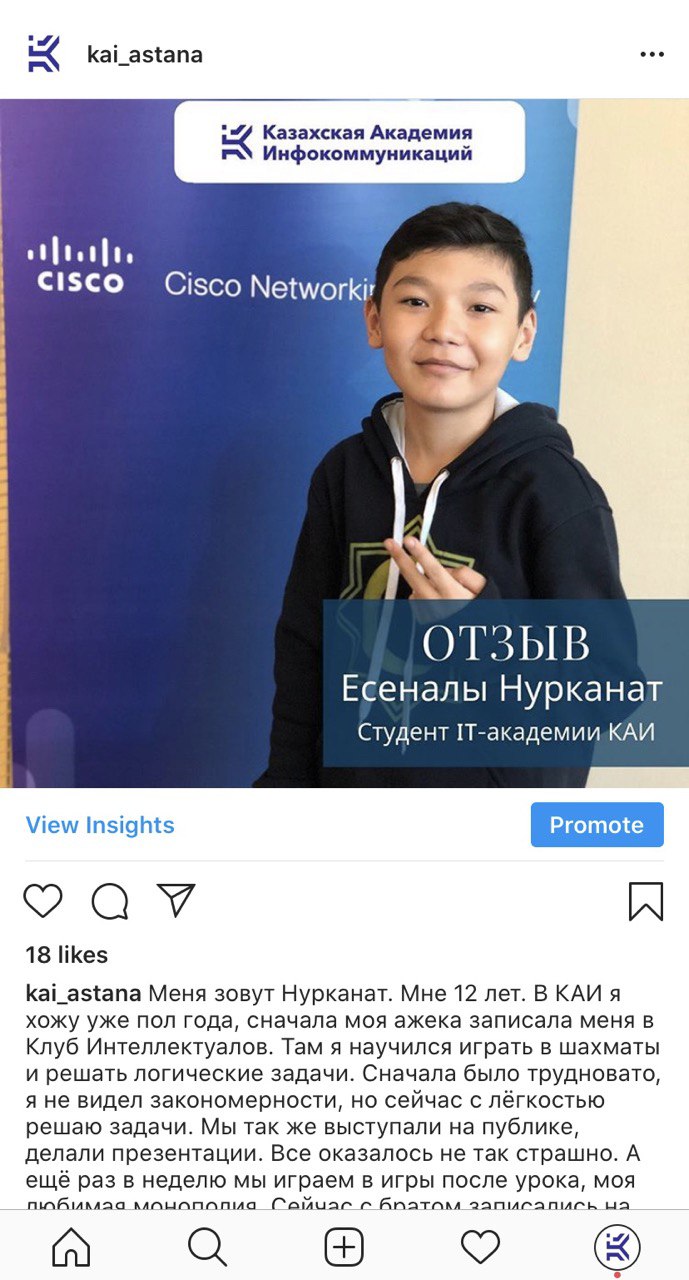 kai_astana
Казахская Академия
Инфокоммуникаций
CISCO
Cisco Networkin
ОТЗЫВ
Есеналы Нурканат
Студент IT-академии КАИ
View Insights
Promote
18 likes
kai_astana Меня зовут Нурканат. Мне 12 лет. В КАИ я
хожу уже пол года, сначала моя ажека записала меня в
Клуб Интеллектуалов. Там я научился играть в шахматы
и решать логические задачи. Сначала было трудновато,
я не видел закономерности, но сейчас с лёгкостью
решаю задачи. Мы так же выступали на публике,
делали презентации. Все оказалось не так страшно. А
ещё раз в неделю мы играем в игры после урока, моя
любимая монополия. Сейчас с братом записались на